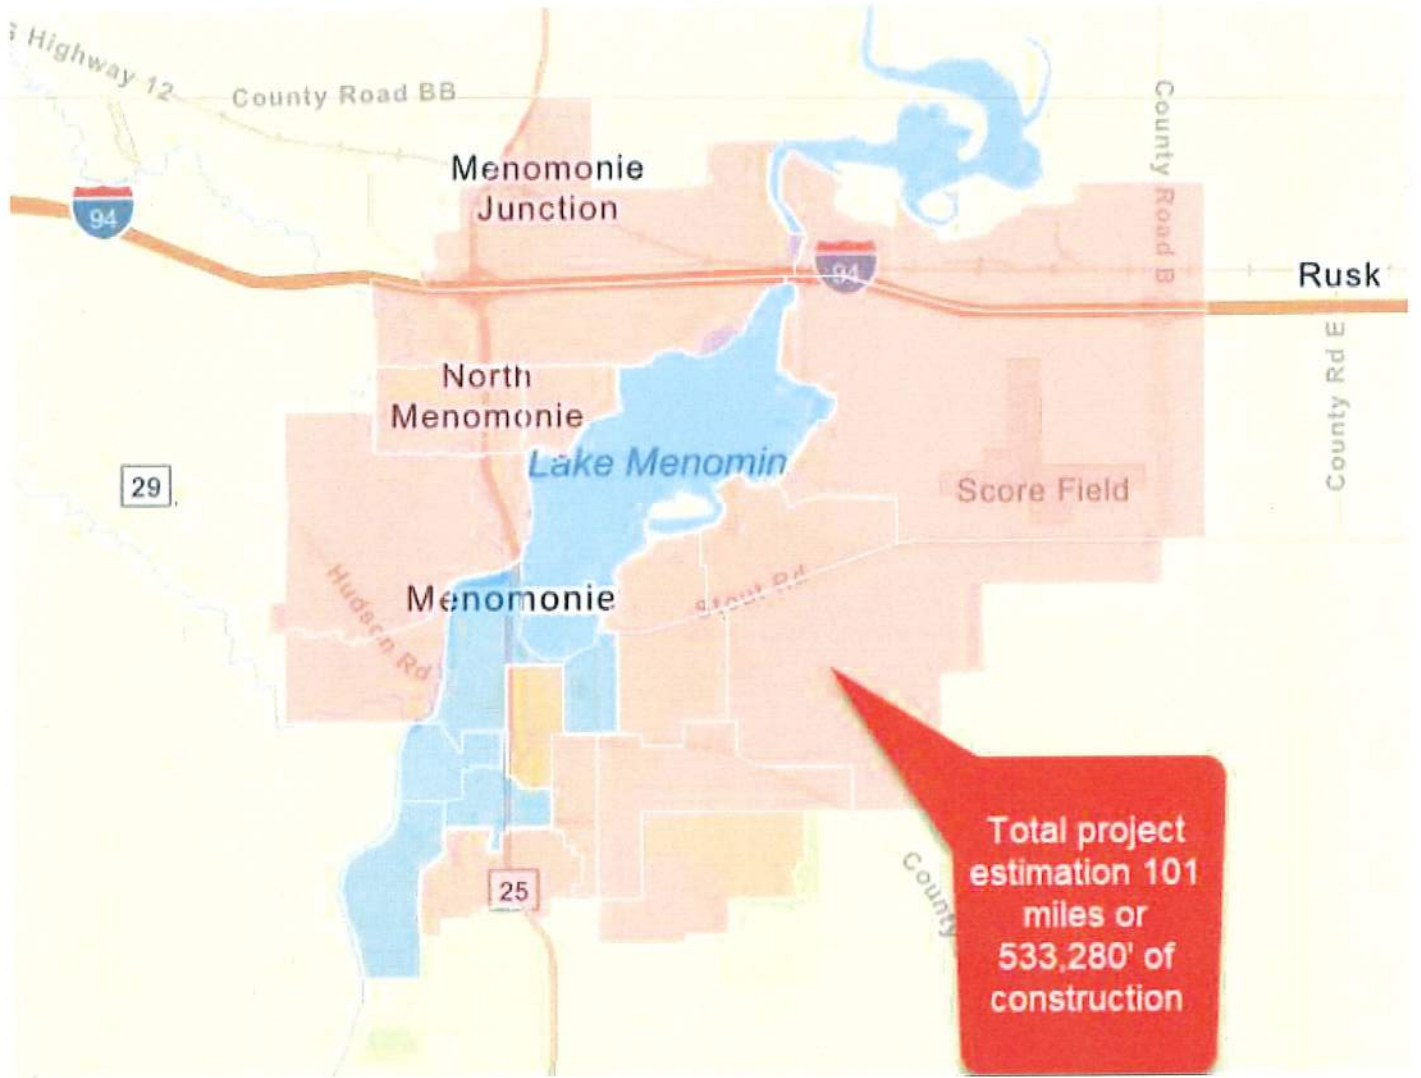 s Highway 12
County Road BB
County Road B
Menomonie
Junction
94
94
Rusk
County Rd E
North
Menomonie
Lake Menomin
29
Score Field
Hudson Rd
Menomonie
Stout Rd
25
County
Total project
estimation 101
miles or
533,280' of
construction